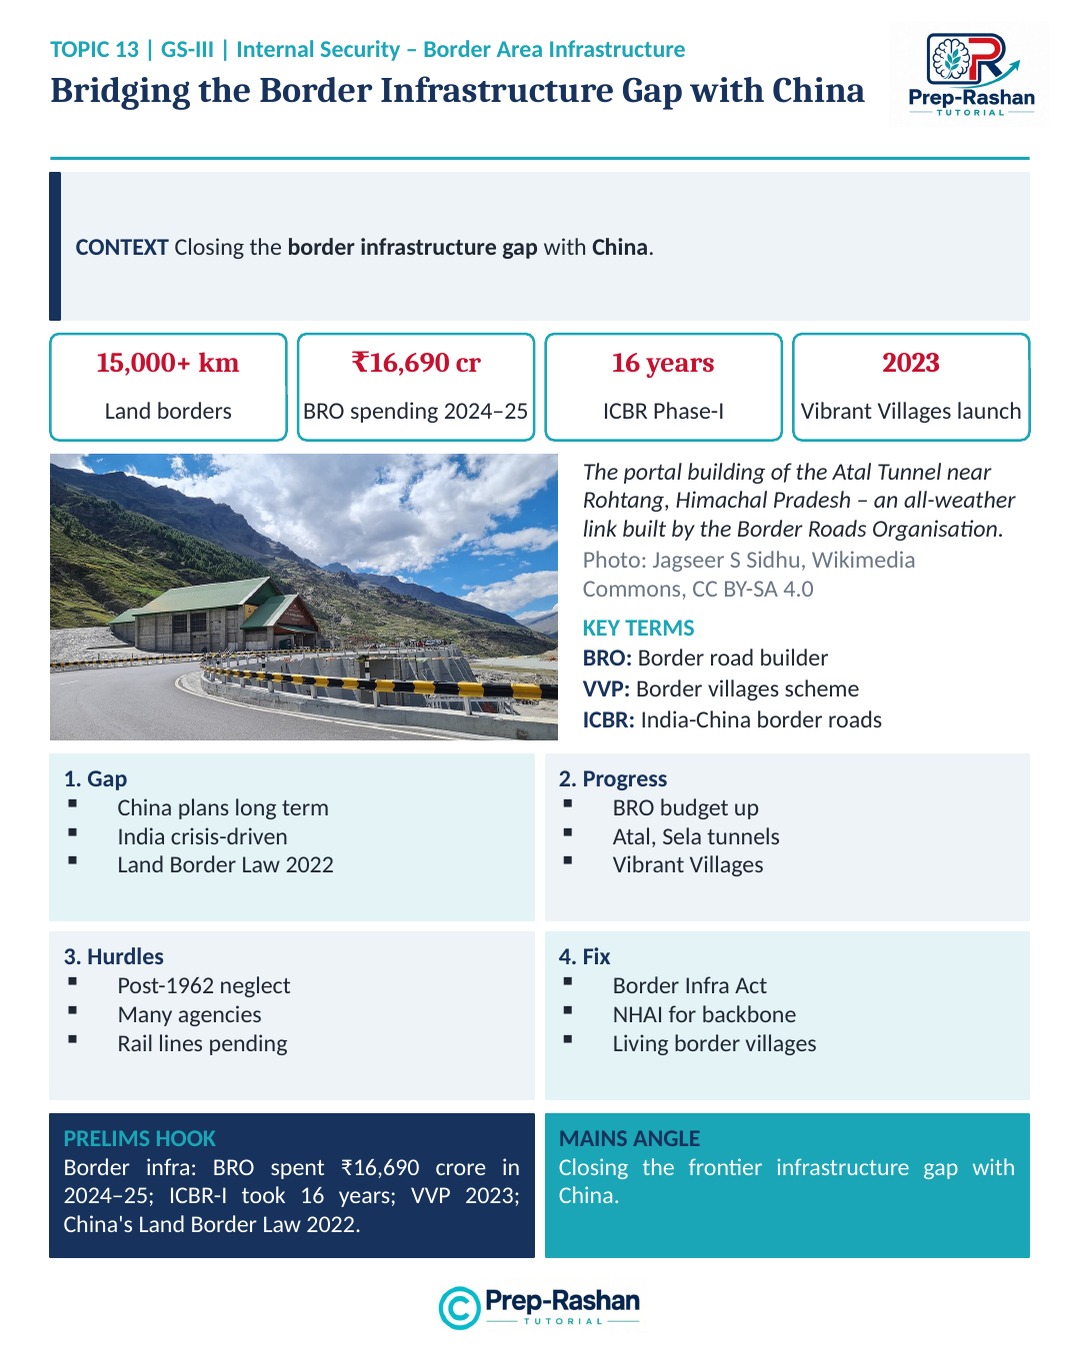 TOPIC 13 | GS-III | Internal Security – Border Area Infrastructure
Bridging the Border Infrastructure Gap with China
Prep-Rashan
TUTORIAL
CONTEXT Closing the border infrastructure gap with China.
15,000+ km
Land borders
₹16,690 cr
BRO spending 2024–25
16 years
ICBR Phase-I
2023
Vibrant Villages launch
The portal building of the Atal Tunnel near
Rohtang, Himachal Pradesh – an all-weather
link built by the Border Roads Organisation.
Photo: Jagseer S Sidhu, Wikimedia
Commons, CC BY-SA 4.0
KEY TERMS
BRO: Border road builder
VVP: Border villages scheme
ICBR: India-China border roads
1. Gap
▪ China plans long term
▪ India crisis-driven
▪ Land Border Law 2022
2. Progress
▪ BRO budget up
▪ Atal, Sela tunnels
▪ Vibrant Villages
3. Hurdles
▪ Post-1962 neglect
▪ Many agencies
▪ Rail lines pending
4. Fix
▪ Border Infra Act
▪ NHAI for backbone
▪ Living border villages
PRELIMS HOOK
Border infra: BRO spent ₹16,690 crore in
2024–25; ICBR-I took 16 years; VVP 2023;
China's Land Border Law 2022.
MAINS ANGLE
Closing the frontier infrastructure gap with
China.
© Prep-Rashan
TUTORIAL